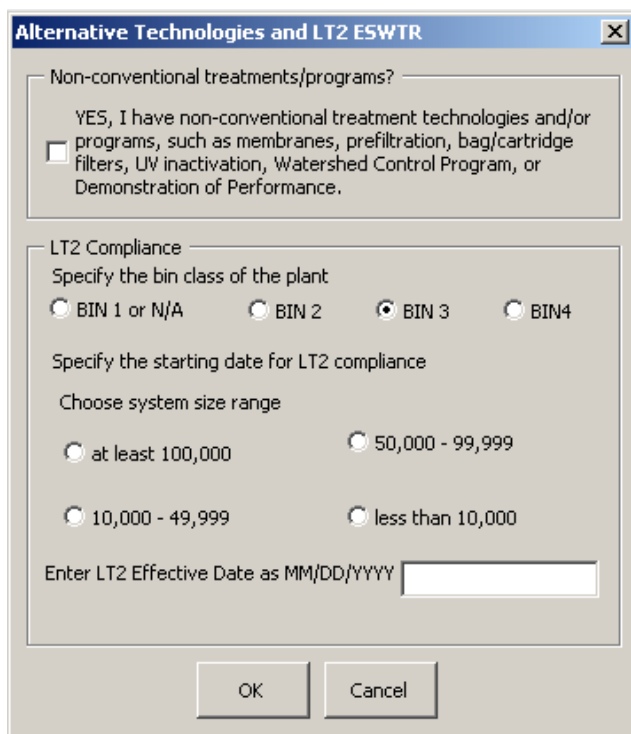 Alternative Technologies and LT2 ESWTR
Non-conventional treatments/programs?
YES, I have non-conventional treatment technologies and/or
programs, such as membranes, prefiltration, bag/cartridge
filters, UV inactivation, Watershed Control Program, or
Demonstration of Performance.
LT2 Compliance
Specify the bin class of the plant
BIN 1 or N/A BIN 2 BIN 3 BIN4
Specify the starting date for LT2 compliance
Choose system size range
at least 100,000 50,000 - 99,999
10,000 - 49,999 less than 10,000
Enter LT2 Effective Date as MM/DD/YYYY
OK Cancel